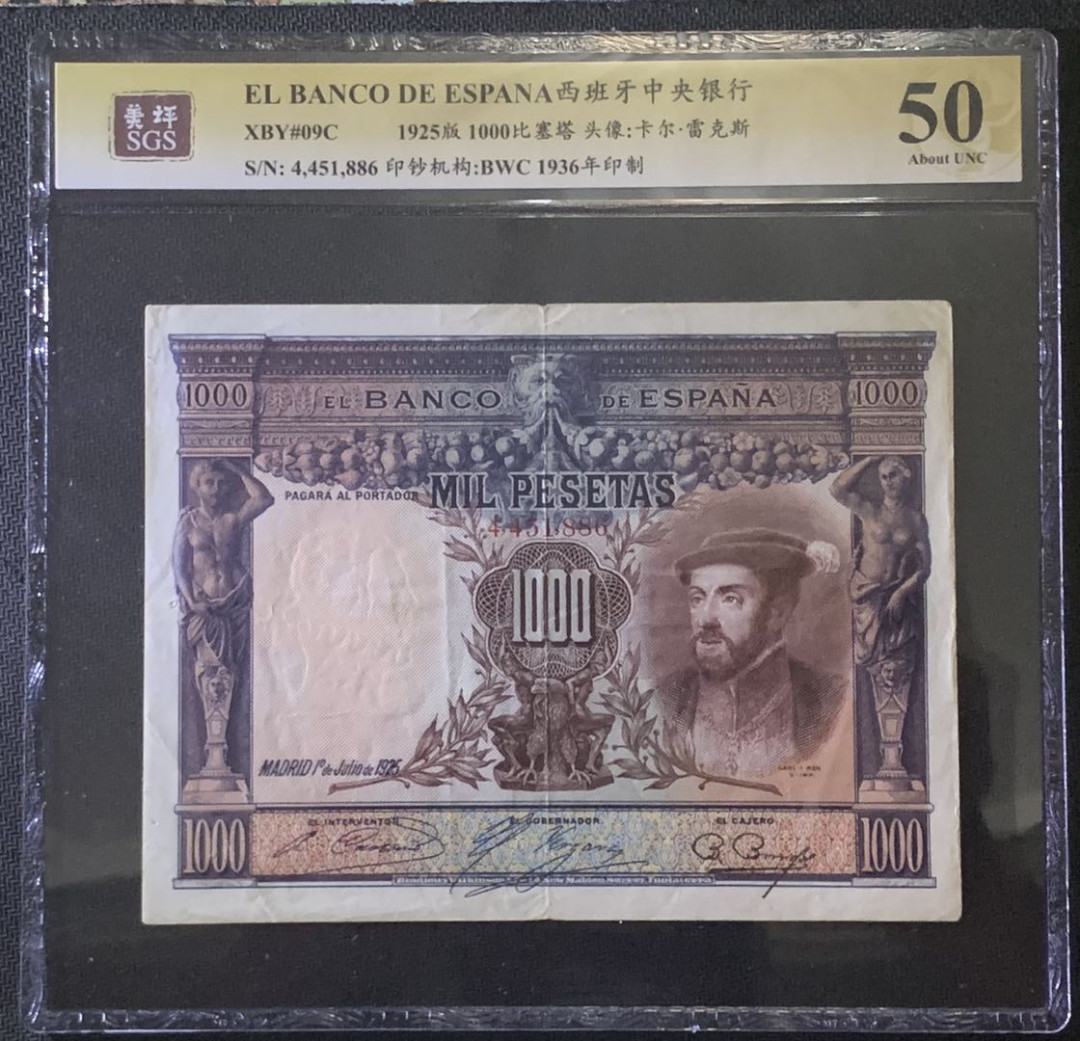 美评
SGS
EL BANCO DE ESPANA西班牙中央银行
XBY#09C 1925版 1000比塞塔 头像:卡尔·雷克斯
S/N: 4,451,886 印钞机构:BWC 1936年印制
50
About UNC
1000 EL BANCO DE ESPAÑA 1000
PAGARÁ AL PORTADOR MIL PESETAS
4,451,886
1000
MADRID 1º de Julio de 1925
EL INTERVENTOR EL GOBERNADOR EL CAJERO
1000 1000